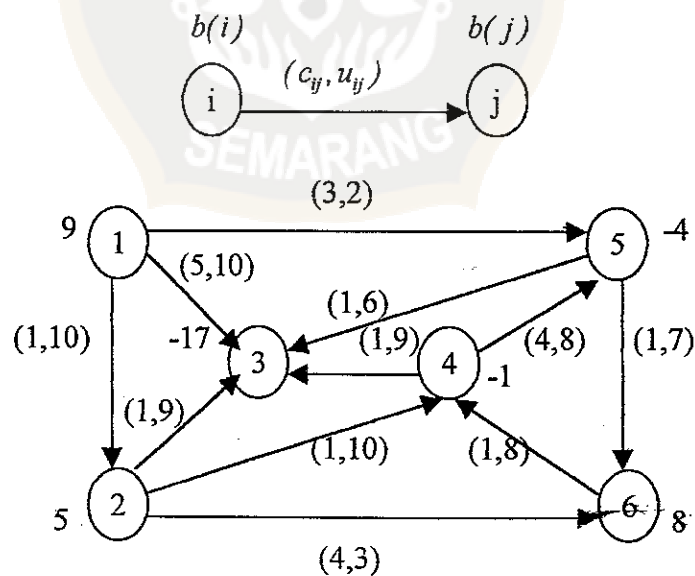 b(i) b(j)
(c_ij, u_ij)
i j
SEMARANG
(3,2)
9 1 5 -4
(5,10)
(1,6)
(1,10) -17 3 (1,9) 4 (4,8) (1,7)
-1
(1,9)
(1,10) (1,8)
5 2 6 8
(4,3)